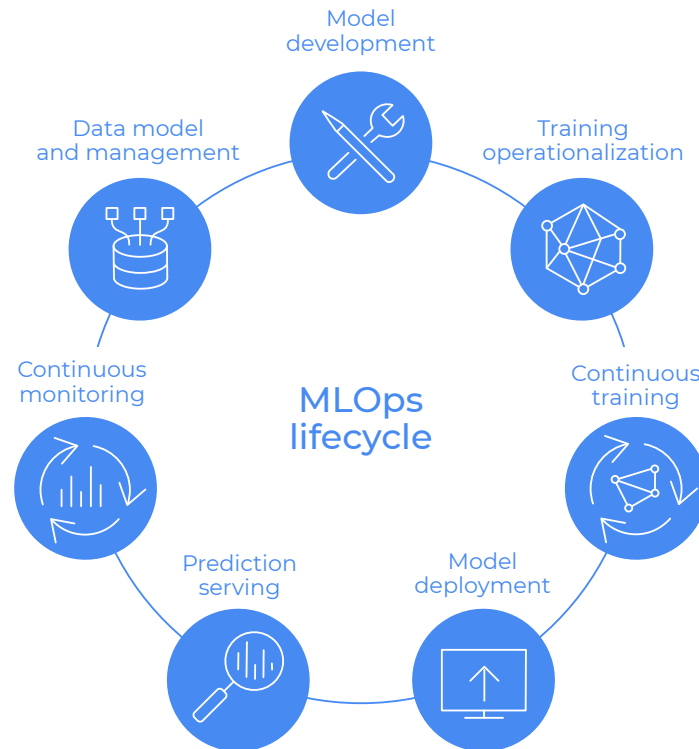 Model
development
Data model
and management
Training
operationalization
Continuous
monitoring
MLOps
lifecycle
Continuous
training
Prediction
serving
Model
deployment